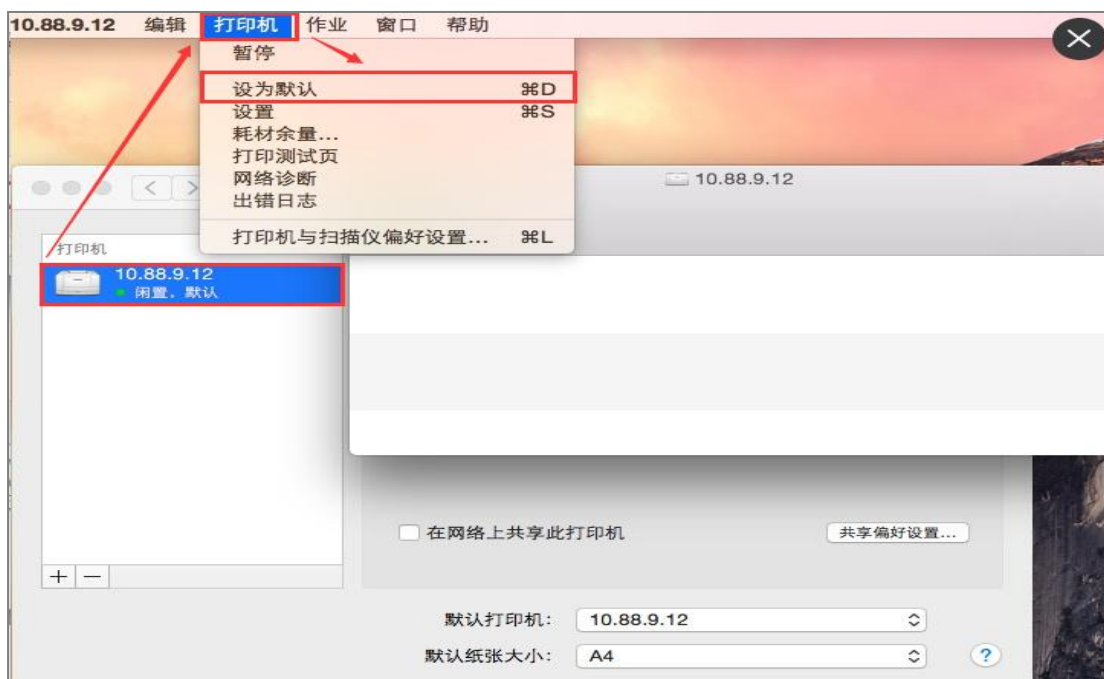 10.88.9.12 编辑 打印机 作业 窗口 帮助
暂停
设为默认 ⌘D
设置 ⌘S
耗材余量...
打印测试页
网络诊断
出错日志
打印机与扫描仪偏好设置... ⌘L
10.88.9.12
打印机
10.88.9.12
闲置，默认
在网络上共享此打印机 共享偏好设置...
默认打印机: 10.88.9.12
默认纸张大小: A4 ?